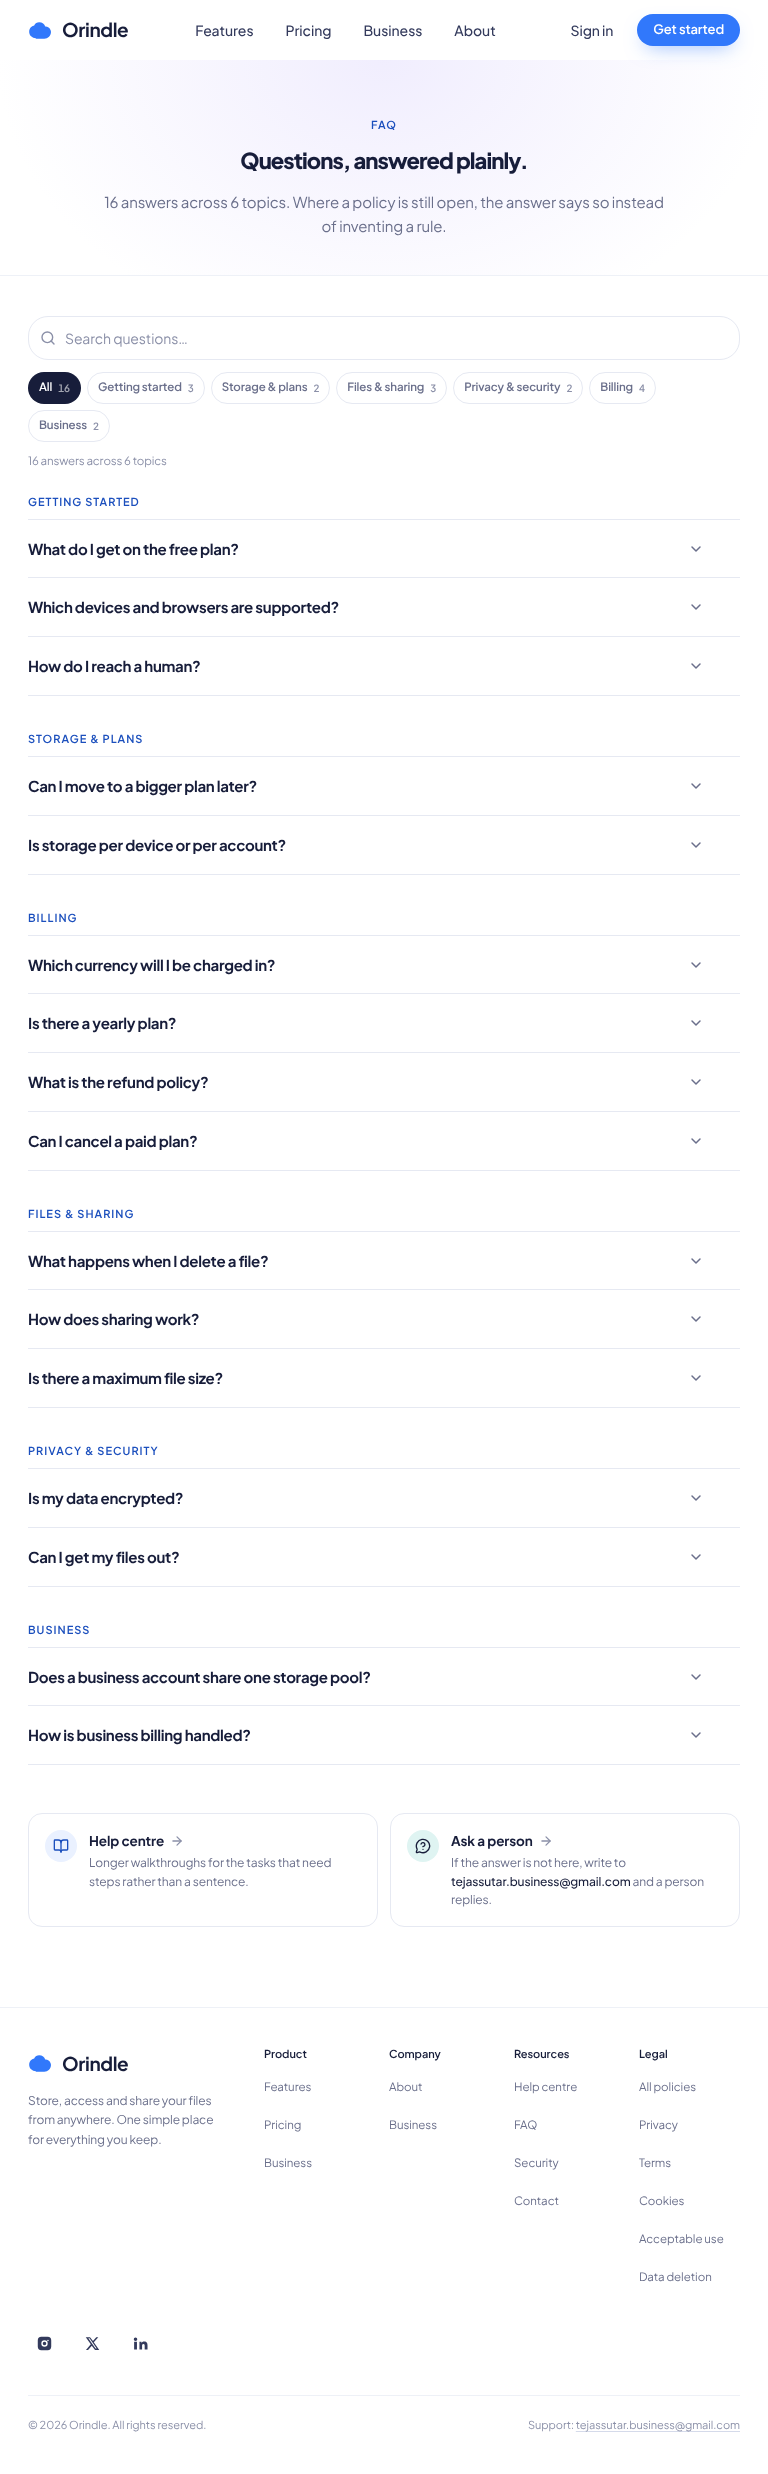 Orindle
Features
Pricing
Business
About
Sign in
Get started
FAQ
Questions, answered plainly.
16 answers across 6 topics. Where a policy is still open, the answer says so instead
of inventing a rule.
Search questions...
All 16
Getting started 3
Storage & plans 2
Files & sharing 3
Privacy & security 2
Billing 4
Business 2
16 answers across 6 topics
GETTING STARTED
What do I get on the free plan?
Which devices and browsers are supported?
How do I reach a human?
STORAGE & PLANS
Can I move to a bigger plan later?
Is storage per device or per account?
BILLING
Which currency will I be charged in?
Is there a yearly plan?
What is the refund policy?
Can I cancel a paid plan?
FILES & SHARING
What happens when I delete a file?
How does sharing work?
Is there a maximum file size?
PRIVACY & SECURITY
Is my data encrypted?
Can I get my files out?
BUSINESS
Does a business account share one storage pool?
How is business billing handled?
Help centre →
Longer walkthroughs for the tasks that need
steps rather than a sentence.
Ask a person →
If the answer is not here, write to
tejassutar.business@gmail.com and a person
replies.
Orindle
Store, access and share your files
from anywhere. One simple place
for everything you keep.
Product
Features
Pricing
Business
Company
About
Business
Resources
Help centre
FAQ
Security
Contact
Legal
All policies
Privacy
Terms
Cookies
Acceptable use
Data deletion
© 2026 Orindle. All rights reserved.
Support: tejassutar.business@gmail.com